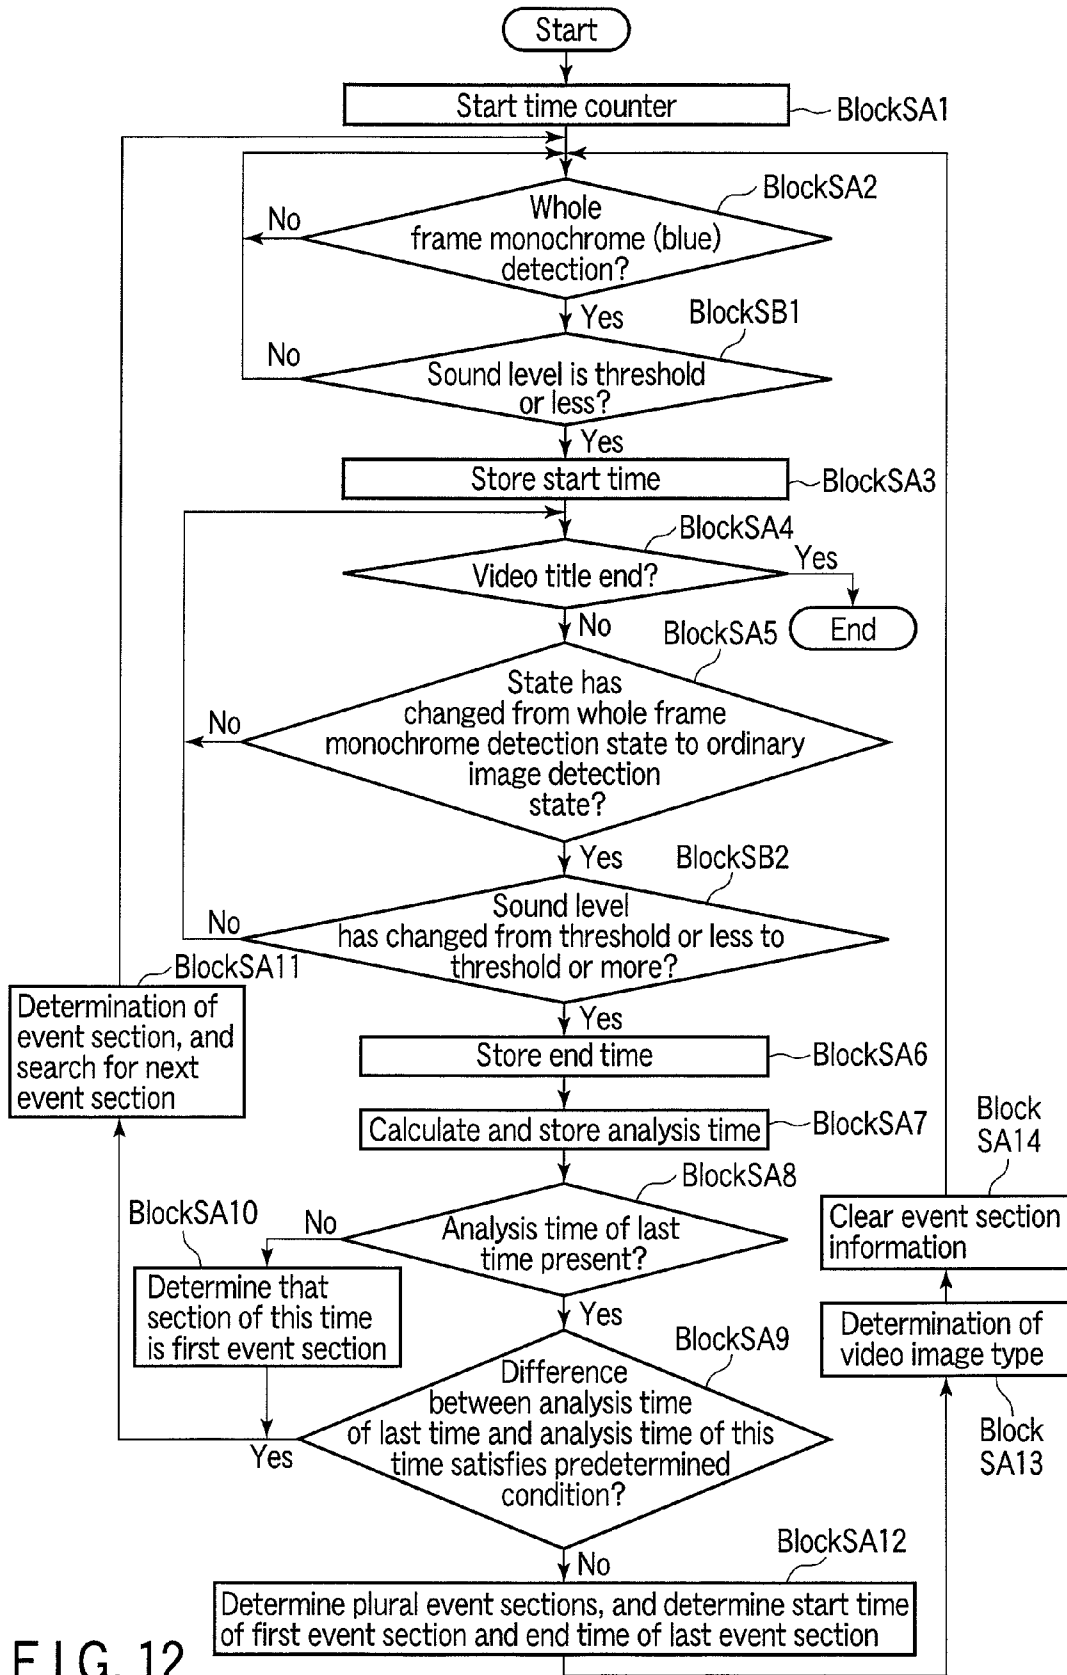 Start
Start time counter
BlockSA1
BlockSA2
Whole
frame monochrome (blue)
detection?
No
Yes
BlockSB1
Sound level is threshold
or less?
No
Yes
Store start time
BlockSA3
BlockSA4
Video title end?
Yes
End
No
BlockSA5
State has
changed from whole frame
monochrome detection state to ordinary
image detection
state?
No
Yes
BlockSB2
Sound level
has changed from threshold or less to
threshold or more?
No
Yes
BlockSA11
Determination of
event section, and
search for next
event section
Store end time
BlockSA6
Calculate and store analysis time
BlockSA7
BlockSA8
Analysis time of last
time present?
No
Yes
BlockSA10
Determine that
section of this time
is first event section
BlockSA9
Difference
between analysis time
of last time and analysis time of this
time satisfies predetermined
condition?
Yes
No
Block
SA14
Clear event section
information
Determination of
video image type
Block
SA13
BlockSA12
Determine plural event sections, and determine start time
of first event section and end time of last event section
FIG. 12